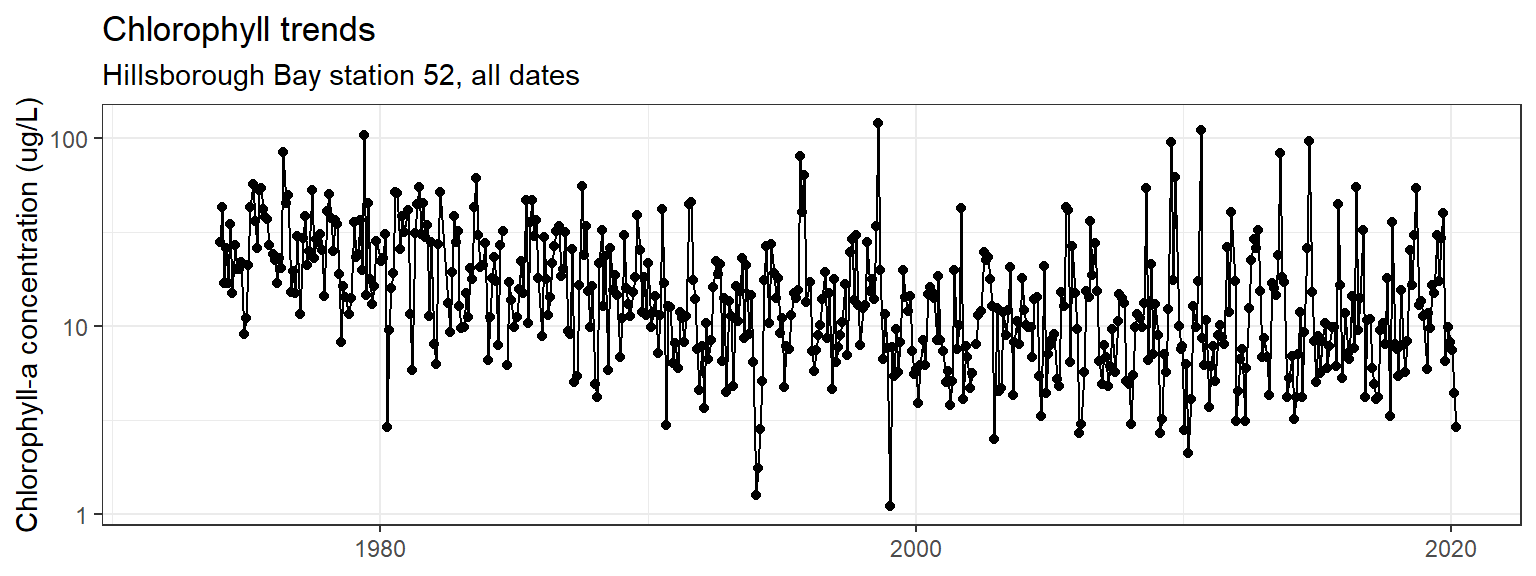 Chlorophyll trends
Hillsborough Bay station 52, all dates
Chlorophyll-a concentration (ug/L)
100
10
1
1980
2000
2020